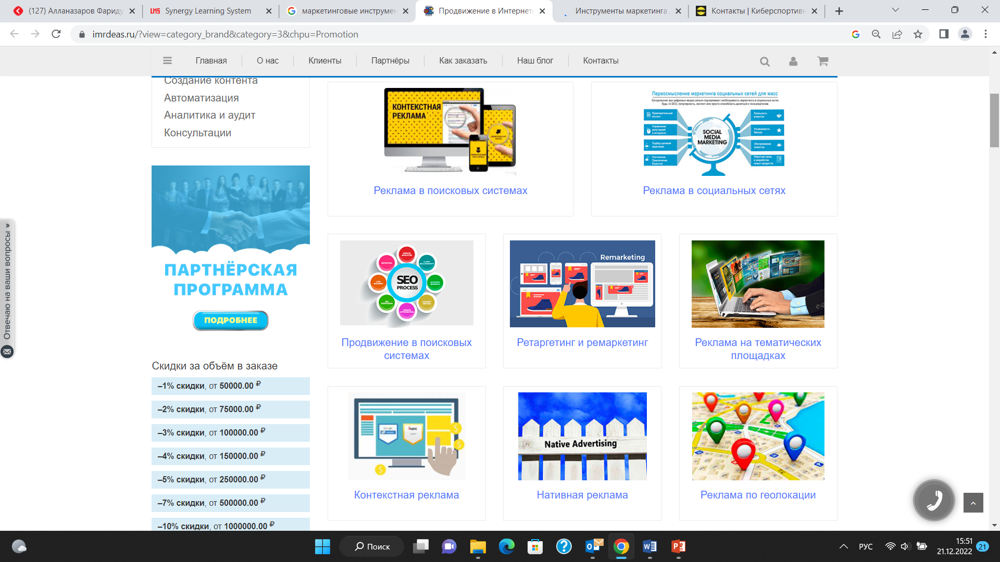 (127) Алланазаров Фариду
Synergy Learning System
маркетинговые инструмен
Продвижение в Интернете
Инструменты маркетинга
Контакты | Киберспортивн
imrdeas.ru/?view=category_brand&category=3&chpu=Promotion
Главная
О нас
Клиенты
Партнёры
Как заказать
Наш блог
Контакты
Создание контента
Автоматизация
Аналитика и аудит
Консультации
ПАРТНЁРСКАЯ
ПРОГРАММА
ПОДРОБНЕЕ
Скидки за объём в заказе
–1% скидки, от 50000.00 ₽
–2% скидки, от 75000.00 ₽
–3% скидки, от 100000.00 ₽
–4% скидки, от 150000.00 ₽
–5% скидки, от 250000.00 ₽
–7% скидки, от 500000.00 ₽
–10% скидки, от 1000000.00 ₽
Отвечаю на ваши вопросы »
КОНТЕКСТНАЯ
РЕКЛАМА
Реклама в поисковых системах
Переосмысление маркетинга социальных сетей для масс
SOCIAL
MEDIA
MARKETING
Реклама в социальных сетях
SEO
PROCESS
Продвижение в поисковых
системах
Remarketing
Ретаргетинг и ремаркетинг
Реклама на тематических
площадках
Контекстная реклама
Native Advertising
Нативная реклама
Реклама по геолокации
Поиск
РУС
15:51
21.12.2022
21